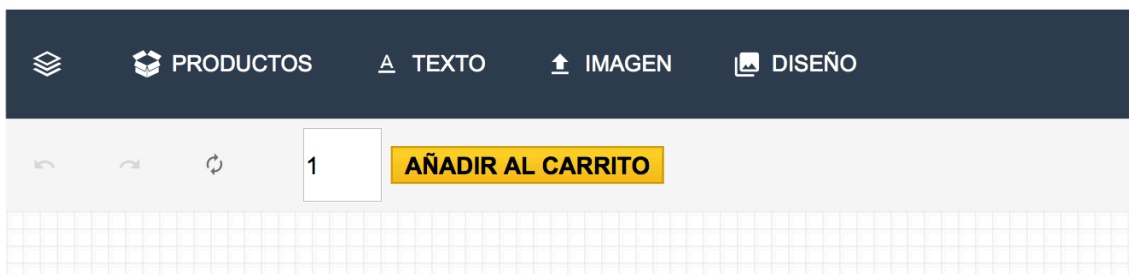 PRODUCTOS A TEXTO IMAGEN DISEÑO
1 AÑADIR AL CARRITO